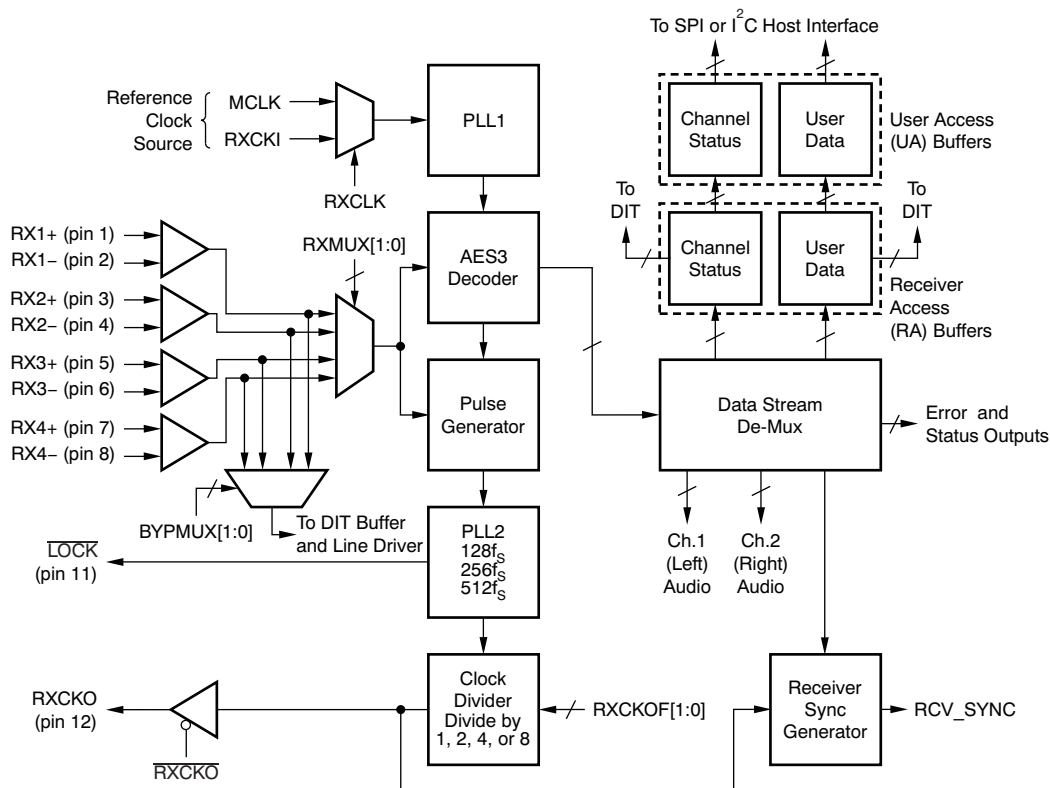 To SPI or I²C Host Interface
Reference
Clock
Source
MCLK
RXCKI
RXCLK
PLL1
Channel
Status
User
Data
User Access
(UA) Buffers
To
DIT
Channel
Status
User
Data
To
DIT
Receiver
Access
(RA) Buffers
RX1+ (pin 1)
RX1− (pin 2)
RX2+ (pin 3)
RX2− (pin 4)
RX3+ (pin 5)
RX3− (pin 6)
RX4+ (pin 7)
RX4− (pin 8)
RXMUX[1:0]
AES3
Decoder
Pulse
Generator
Data Stream
De-Mux
Error and
Status Outputs
BYPMUX[1:0]
To DIT Buffer
and Line Driver
LOCK
(pin 11)
PLL2
128fS
256fS
512fS
Ch.1
(Left)
Audio
Ch.2
(Right)
Audio
RXCKO
(pin 12)
RXCKO
Clock
Divider
Divide by
1, 2, 4, or 8
RXCKOF[1:0]
Receiver
Sync
Generator
RCV_SYNC